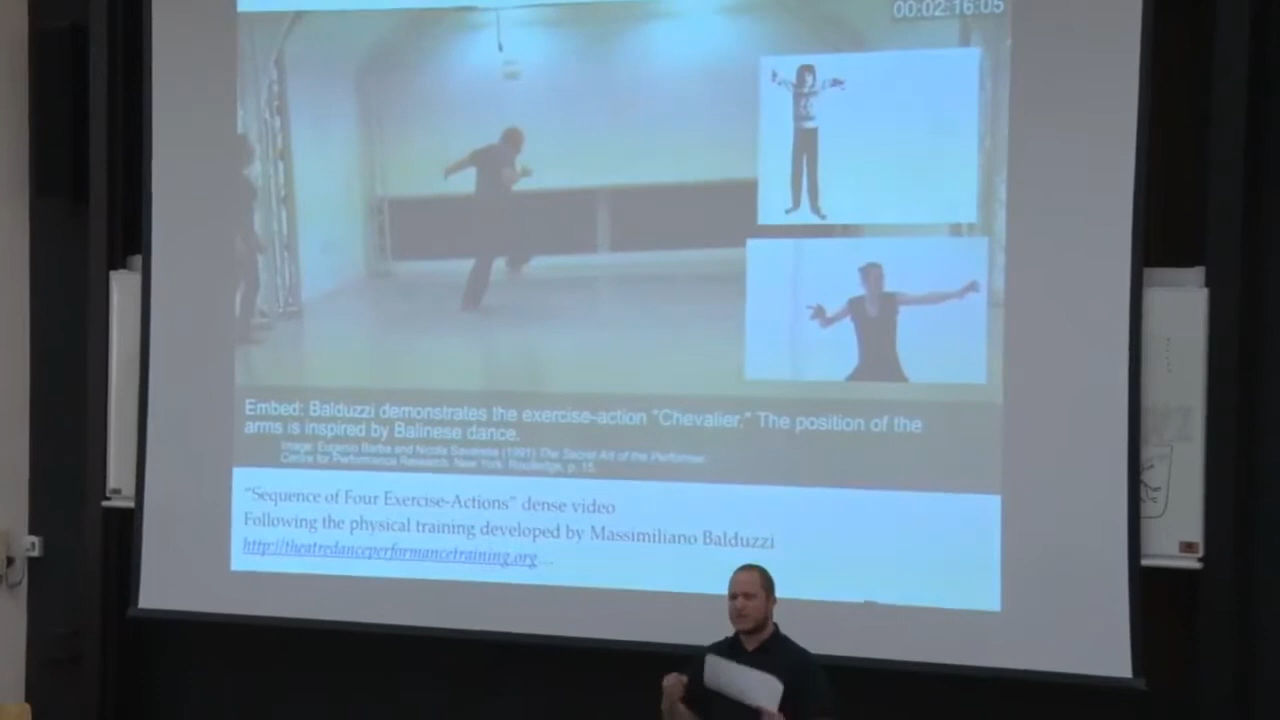 00:02:16:05
Embed: Balduzzi demonstrates the exercise-action "Chevalier." The position of the
arms is inspired by Balinese dance.
Image: Eugenio Barba and Nicola Savarese (1991) The Secret Art of the Performer.
Centre for Performance Research, New York: Routledge, p. 15.
"Sequence of Four Exercise-Actions" dense video
Following the physical training developed by Massimiliano Balduzzi
http://theatredanceperformancetraining.org...